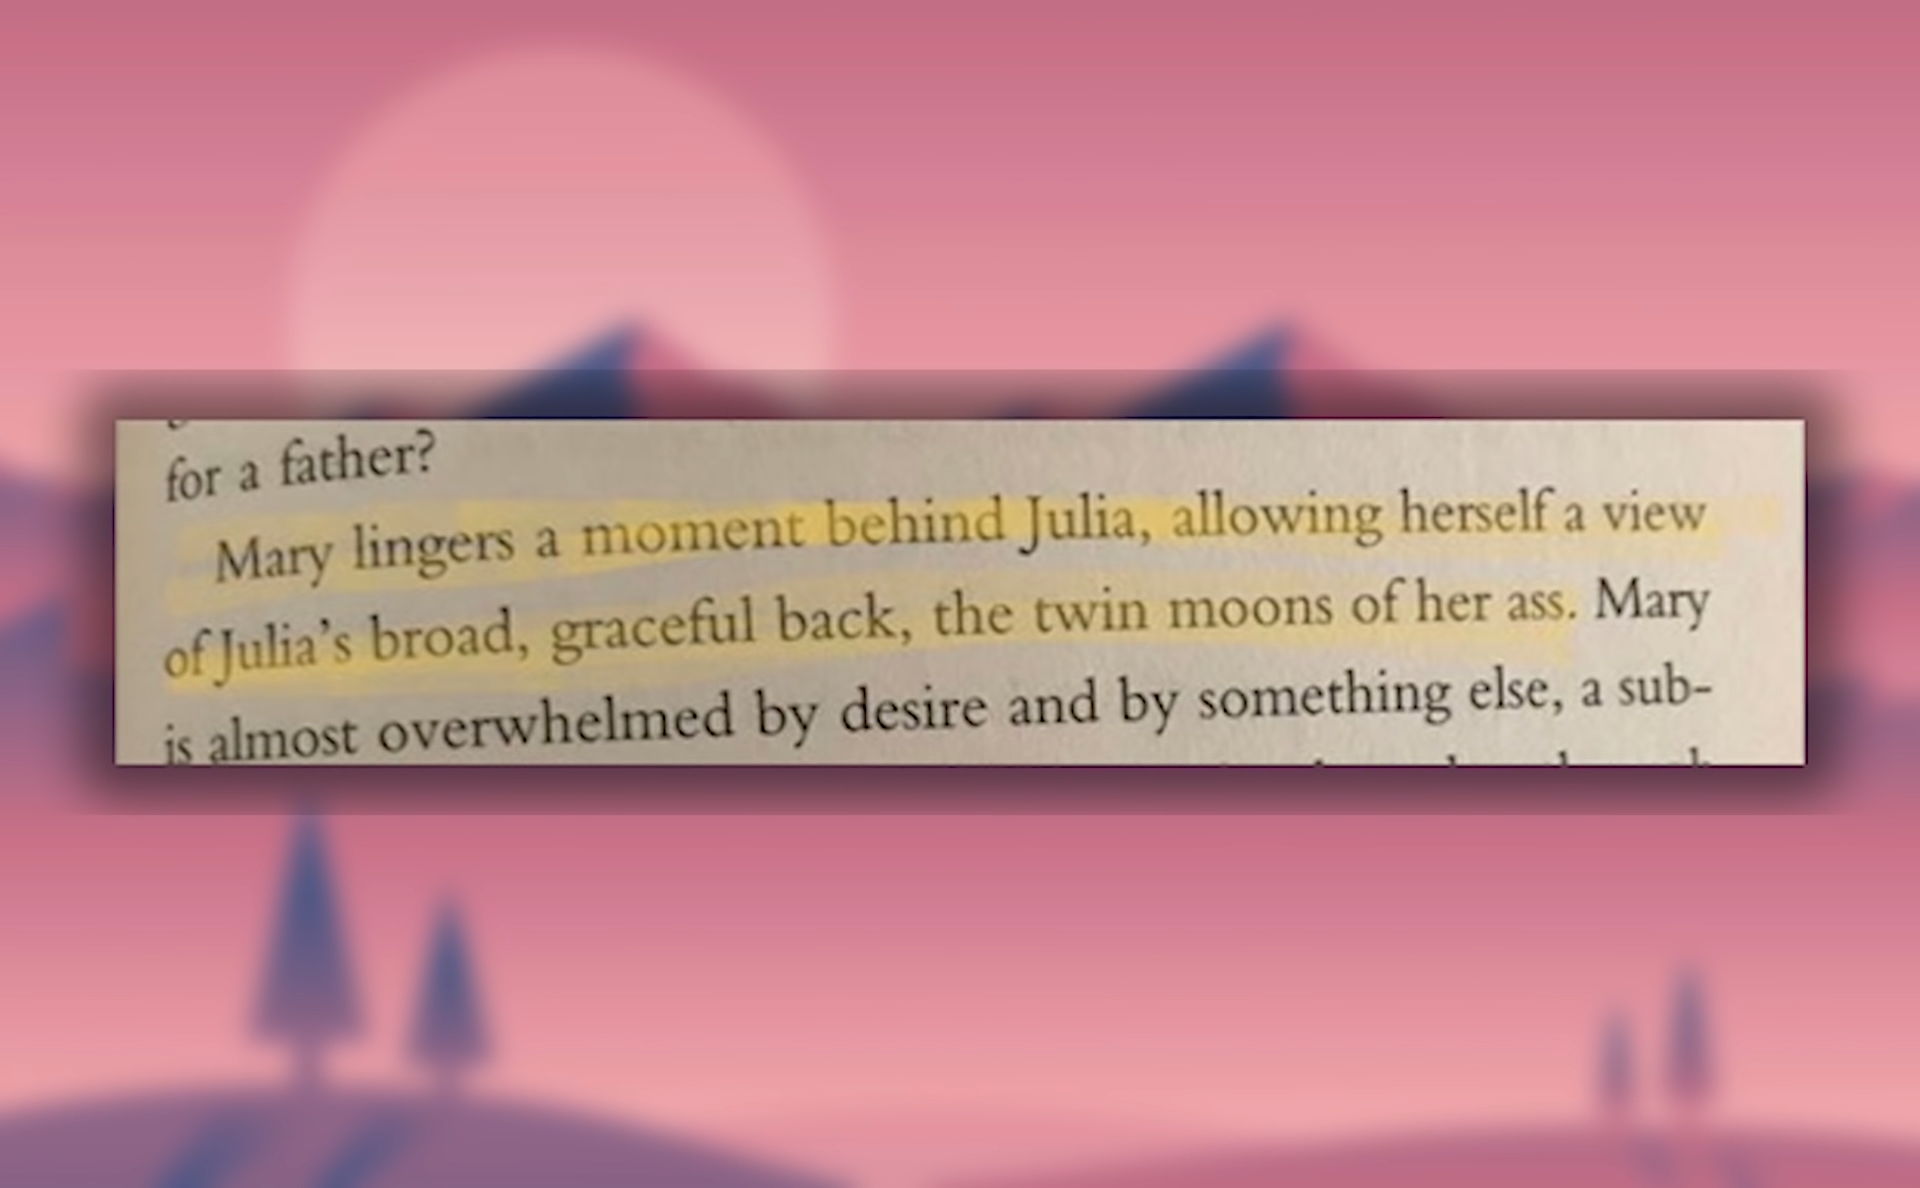 for a father?
Mary lingers a moment behind Julia, allowing herself a view
of Julia’s broad, graceful back, the twin moons of her ass. Mary
is almost overwhelmed by desire and by something else, a sub-